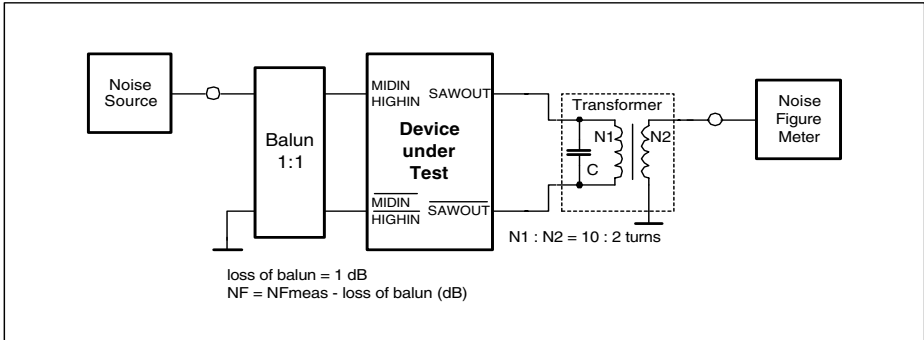 Noise
Source
Balun
1:1
MIDIN
HIGHIN
SAWOUT
Device
under
Test
MIDIN
HIGHIN
SAWOUT
Transformer
N1
N2
C
N1 : N2 = 10 : 2 turns
Noise
Figure
Meter
loss of balun = 1 dB
NF = NFmeas - loss of balun (dB)